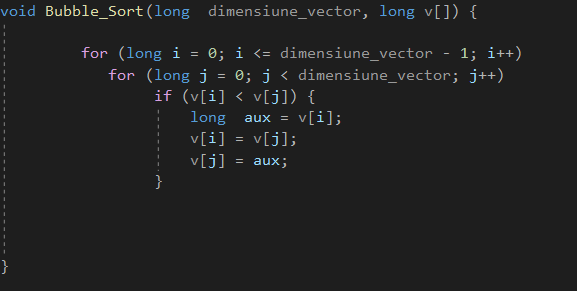 void Bubble_Sort(long  dimensiune_vector, long v[]) {
for (long i = 0; i <= dimensiune_vector - 1; i++)
for (long j = 0; j < dimensiune_vector; j++)
if (v[i] < v[j]) {
long  aux = v[i];
v[i] = v[j];
v[j] = aux;
}
}